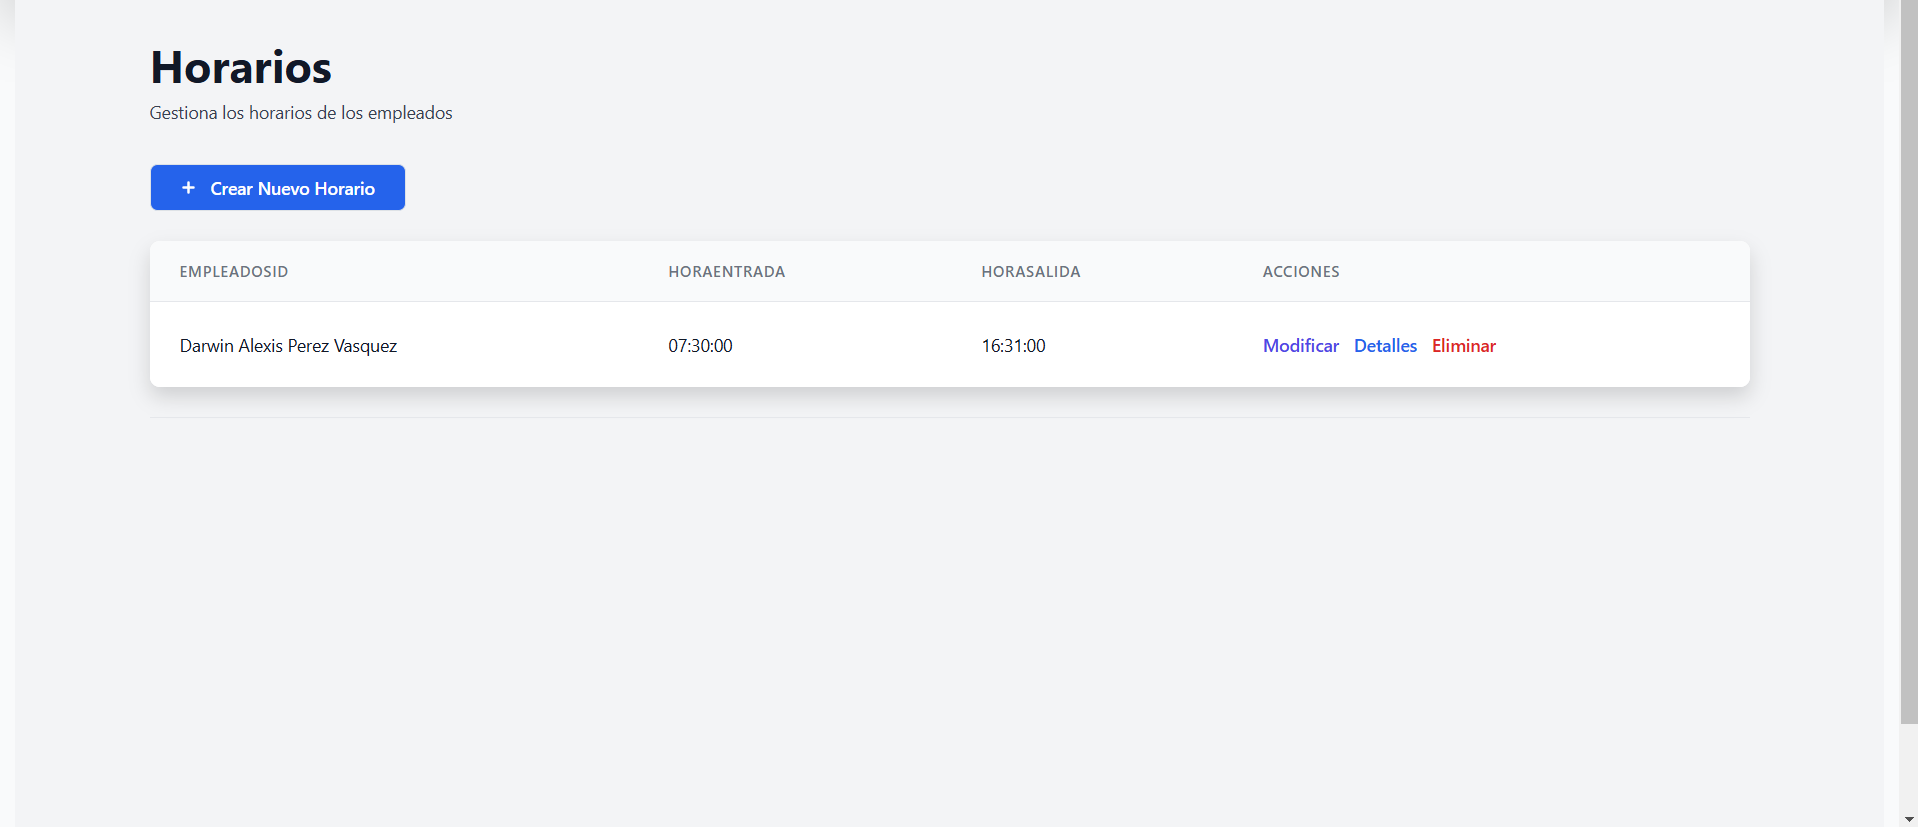 Horarios
Gestiona los horarios de los empleados
+ Crear Nuevo Horario
EMPLEADOSID HORAENTRADA HORASALIDA ACCIONES
Darwin Alexis Perez Vasquez 07:30:00 16:31:00 Modificar Detalles Eliminar